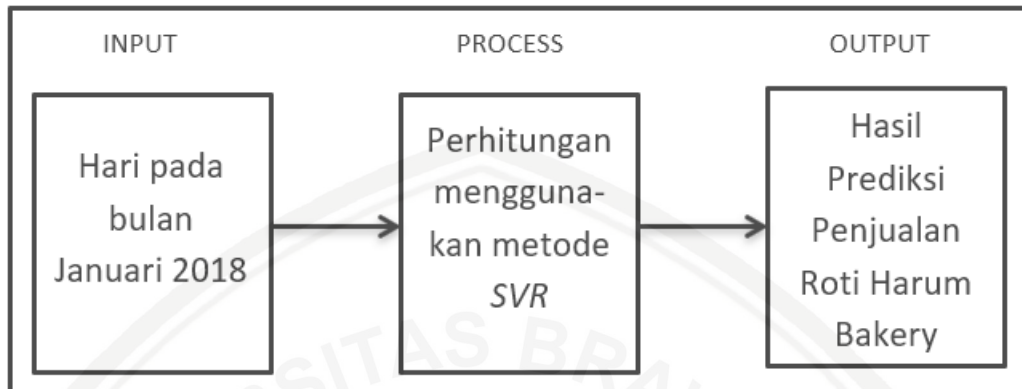 INPUT
PROCESS
OUTPUT
Hari pada
bulan
Januari 2018
Perhitungan
mengguna-
kan metode
SVR
Hasil
Prediksi
Penjualan
Roti Harum
Bakery